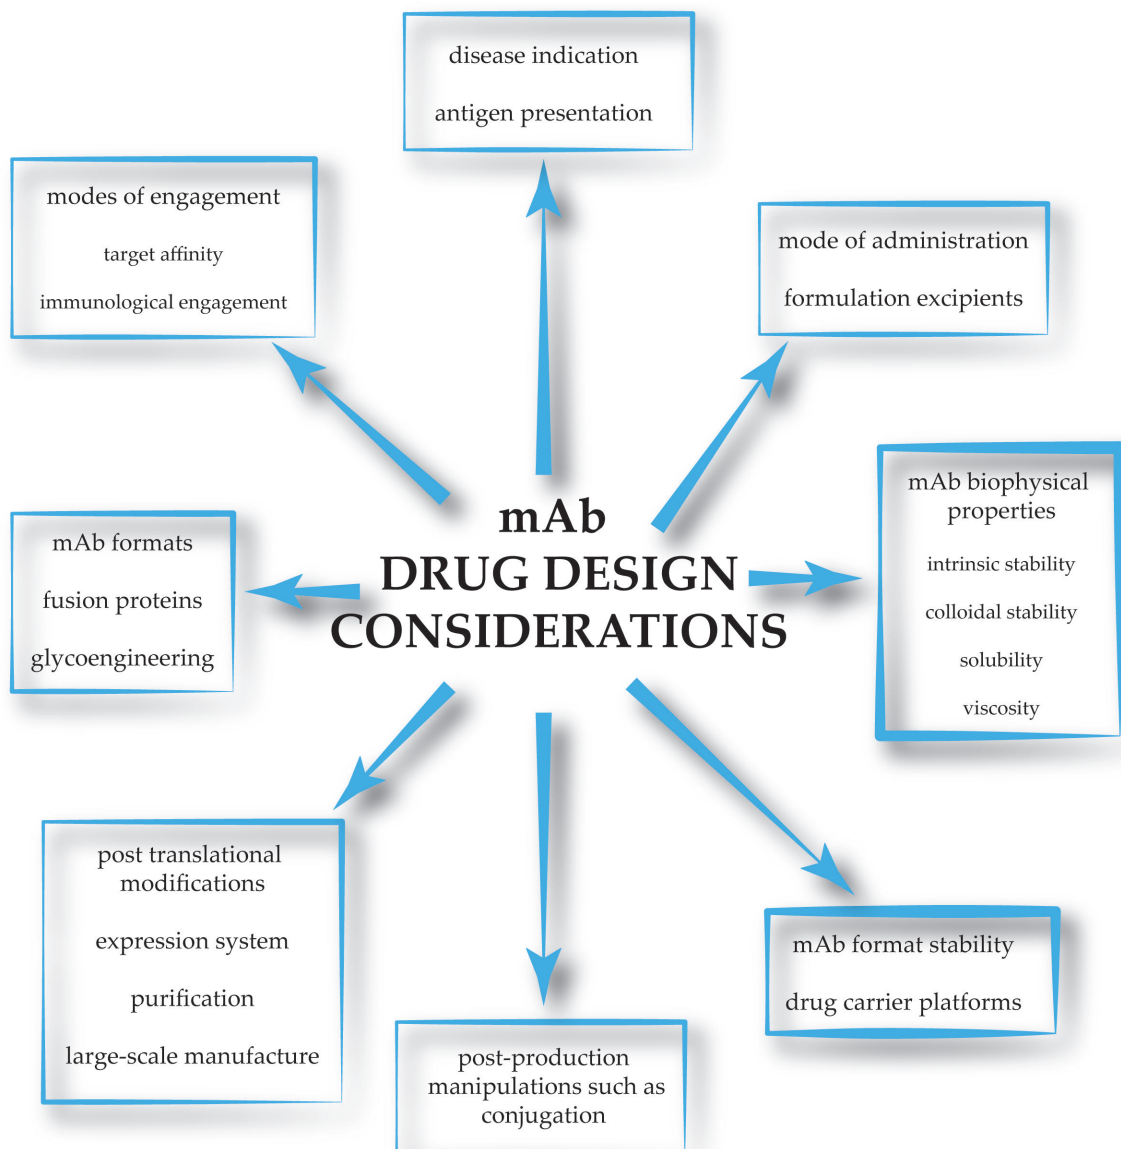 disease indication
antigen presentation
modes of engagement
target affinity
immunological engagement
mode of administration
formulation excipients
mAb formats
fusion proteins
glycoengineering
mAb
DRUG DESIGN
CONSIDERATIONS
mAb biophysical
properties
intrinsic stability
colloidal stability
solubility
viscosity
post translational
modifications
expression system
purification
large-scale manufacture
post-production
manipulations such as
conjugation
mAb format stability
drug carrier platforms